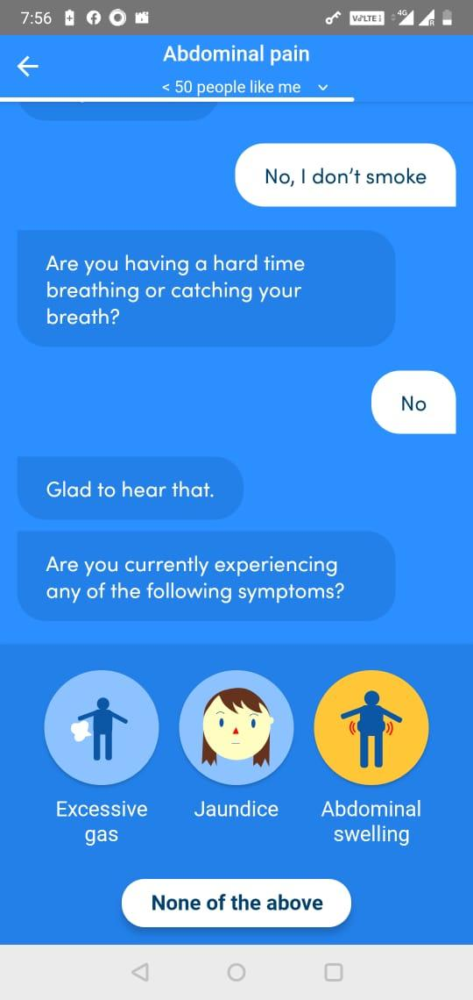 7:56
VoLTE 4G R
Abdominal pain
< 50 people like me
No, I don't smoke
Are you having a hard time
breathing or catching your
breath?
No
Glad to hear that.
Are you currently experiencing
any of the following symptoms?
Excessive
gas
Jaundice
Abdominal
swelling
None of the above